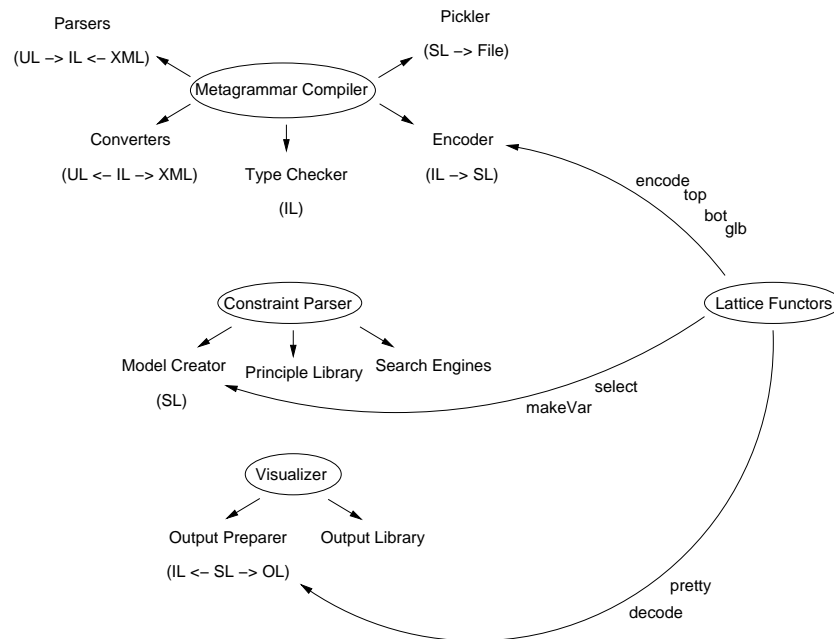 Parsers
(UL −> IL <− XML)
Pickler
(SL −> File)
Metagrammar Compiler
Converters
(UL <− IL −> XML)
Type Checker
(IL)
Encoder
(IL −> SL)
encode
top
bot
glb
Constraint Parser
Lattice Functors
Model Creator
(SL)
Principle Library
Search Engines
select
makeVar
Visualizer
Output Preparer
(IL <− SL −> OL)
Output Library
pretty
decode